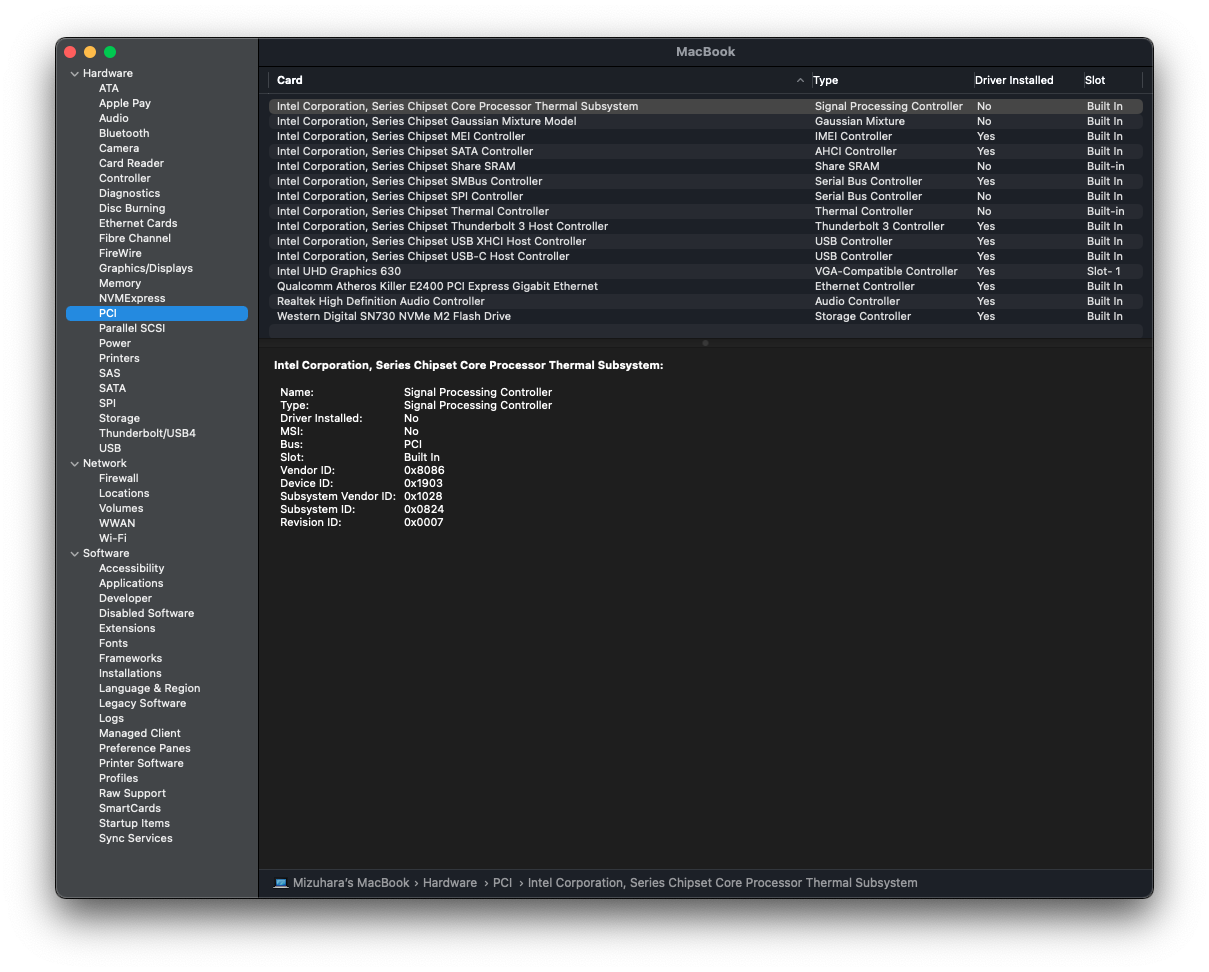 MacBook
Hardware
ATA
Apple Pay
Audio
Bluetooth
Camera
Card Reader
Controller
Diagnostics
Disc Burning
Ethernet Cards
Fibre Channel
FireWire
Graphics/Displays
Memory
NVMExpress
PCI
Parallel SCSI
Power
Printers
SAS
SATA
SPI
Storage
Thunderbolt/USB4
USB
Network
Firewall
Locations
Volumes
WWAN
Wi-Fi
Software
Accessibility
Applications
Developer
Disabled Software
Extensions
Fonts
Frameworks
Installations
Language & Region
Legacy Software
Logs
Managed Client
Preference Panes
Printer Software
Profiles
Raw Support
SmartCards
Startup Items
Sync Services
Card Type Driver Installed Slot
Intel Corporation, Series Chipset Core Processor Thermal Subsystem Signal Processing Controller No Built In
Intel Corporation, Series Chipset Gaussian Mixture Model Gaussian Mixture No Built In
Intel Corporation, Series Chipset MEI Controller IMEI Controller Yes Built In
Intel Corporation, Series Chipset SATA Controller AHCI Controller Yes Built In
Intel Corporation, Series Chipset Share SRAM Share SRAM No Built-in
Intel Corporation, Series Chipset SMBus Controller Serial Bus Controller Yes Built In
Intel Corporation, Series Chipset SPI Controller Serial Bus Controller No Built In
Intel Corporation, Series Chipset Thermal Controller Thermal Controller No Built-in
Intel Corporation, Series Chipset Thunderbolt 3 Host Controller Thunderbolt 3 Controller Yes Built In
Intel Corporation, Series Chipset USB XHCI Host Controller USB Controller Yes Built In
Intel Corporation, Series Chipset USB-C Host Controller USB Controller Yes Built In
Intel UHD Graphics 630 VGA-Compatible Controller Yes Slot- 1
Qualcomm Atheros Killer E2400 PCI Express Gigabit Ethernet Ethernet Controller Yes Built In
Realtek High Definition Audio Controller Audio Controller Yes Built In
Western Digital SN730 NVMe M2 Flash Drive Storage Controller Yes Built In
Intel Corporation, Series Chipset Core Processor Thermal Subsystem:
Name: Signal Processing Controller
Type: Signal Processing Controller
Driver Installed: No
MSI: No
Bus: PCI
Slot: Built In
Vendor ID: 0x8086
Device ID: 0x1903
Subsystem Vendor ID: 0x1028
Subsystem ID: 0x0824
Revision ID: 0x0007
Mizuhara's MacBook › Hardware › PCI › Intel Corporation, Series Chipset Core Processor Thermal Subsystem